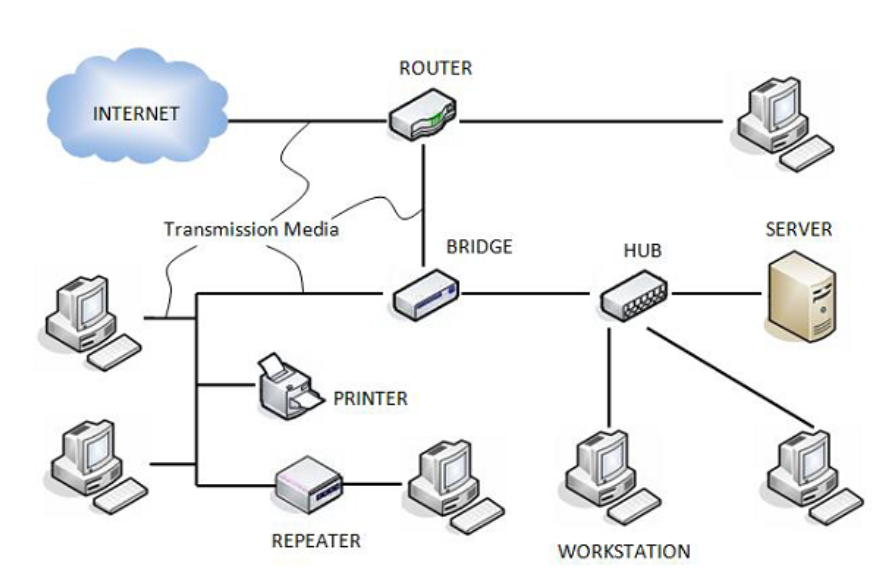 ROUTER
INTERNET
Transmission Media
BRIDGE
HUB
SERVER
PRINTER
REPEATER
WORKSTATION